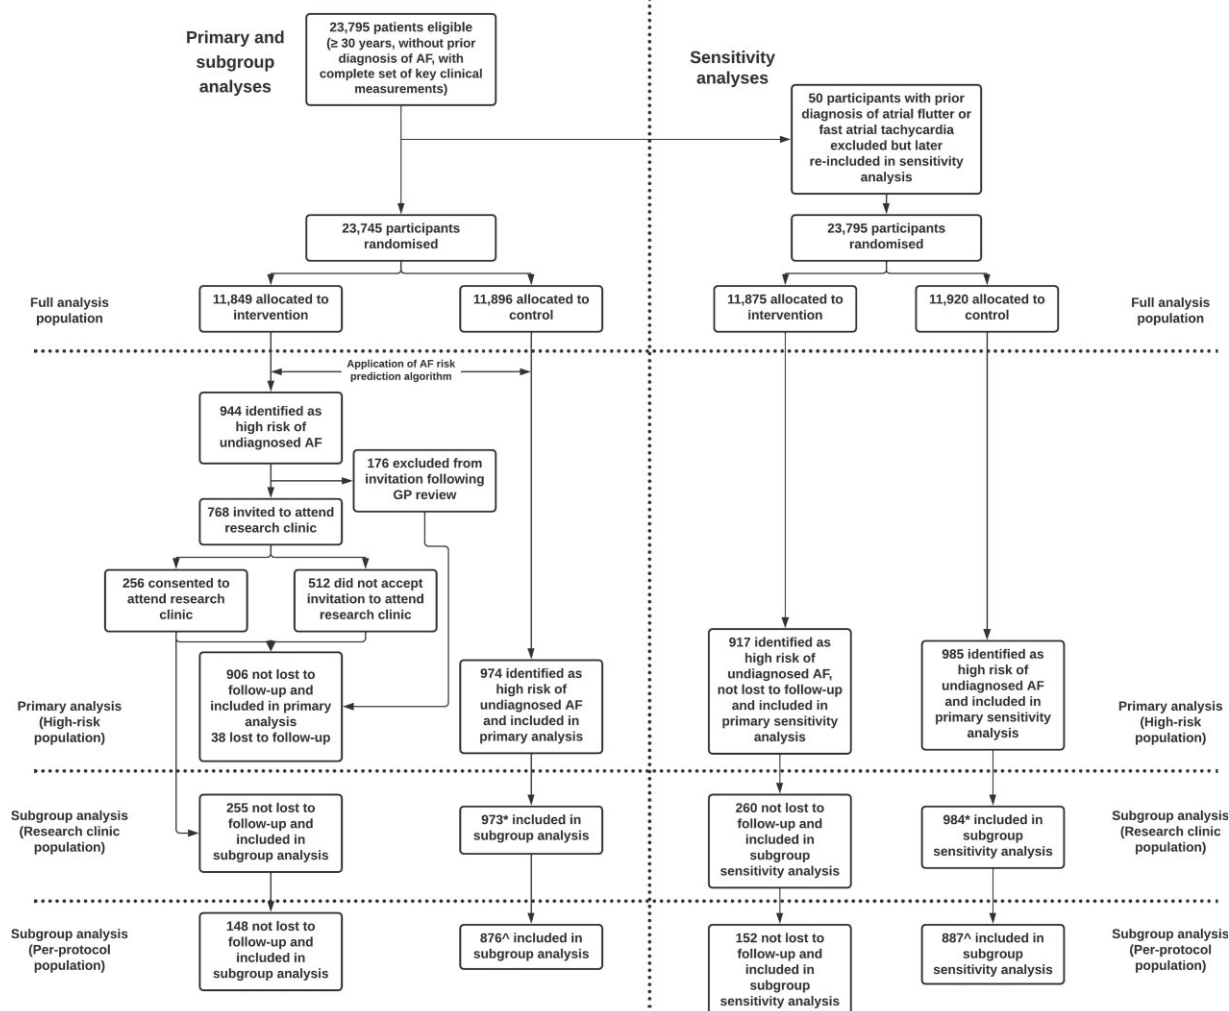 Primary and
subgroup
analyses
23,795 patients eligible
(≥ 30 years, without prior
diagnosis of AF, with
complete set of key clinical
measurements)
Sensitivity
analyses
50 participants with prior
diagnosis of atrial flutter or
fast atrial tachycardia
excluded but later
re-included in sensitivity
analysis
23,745 participants
randomised
23,795 participants
randomised
Full analysis
population
11,849 allocated to
intervention
11,896 allocated to
control
11,875 allocated to
intervention
11,920 allocated to
control
Full analysis
population
Application of AF risk
prediction algorithm
944 identified as
high risk of
undiagnosed AF
176 excluded from
invitation following
GP review
768 invited to attend
research clinic
256 consented to
attend research
clinic
512 did not accept
invitation to attend
research clinic
Primary analysis
(High-risk
population)
906 not lost to
follow-up and
included in primary
analysis
38 lost to follow-up
974 identified as
high risk of
undiagnosed AF
and included in
primary analysis
917 identified as
high risk of
undiagnosed AF,
not lost to follow-up
and included in
primary sensitivity
analysis
985 identified as
high risk of
undiagnosed AF
and included in
primary sensitivity
analysis
Primary analysis
(High-risk
population)
Subgroup analysis
(Research clinic
population)
255 not lost to
follow-up and
included in
subgroup analysis
973* included in
subgroup analysis
260 not lost to
follow-up and
included in
subgroup
sensitivity analysis
984* included in
subgroup
sensitivity analysis
Subgroup analysis
(Research clinic
population)
Subgroup analysis
(Per-protocol
population)
148 not lost to
follow-up and
included in
subgroup analysis
876^ included in
subgroup analysis
152 not lost to
follow-up and
included in
subgroup
sensitivity analysis
887^ included in
subgroup
sensitivity analysis
Subgroup analysis
(Per-protocol
population)